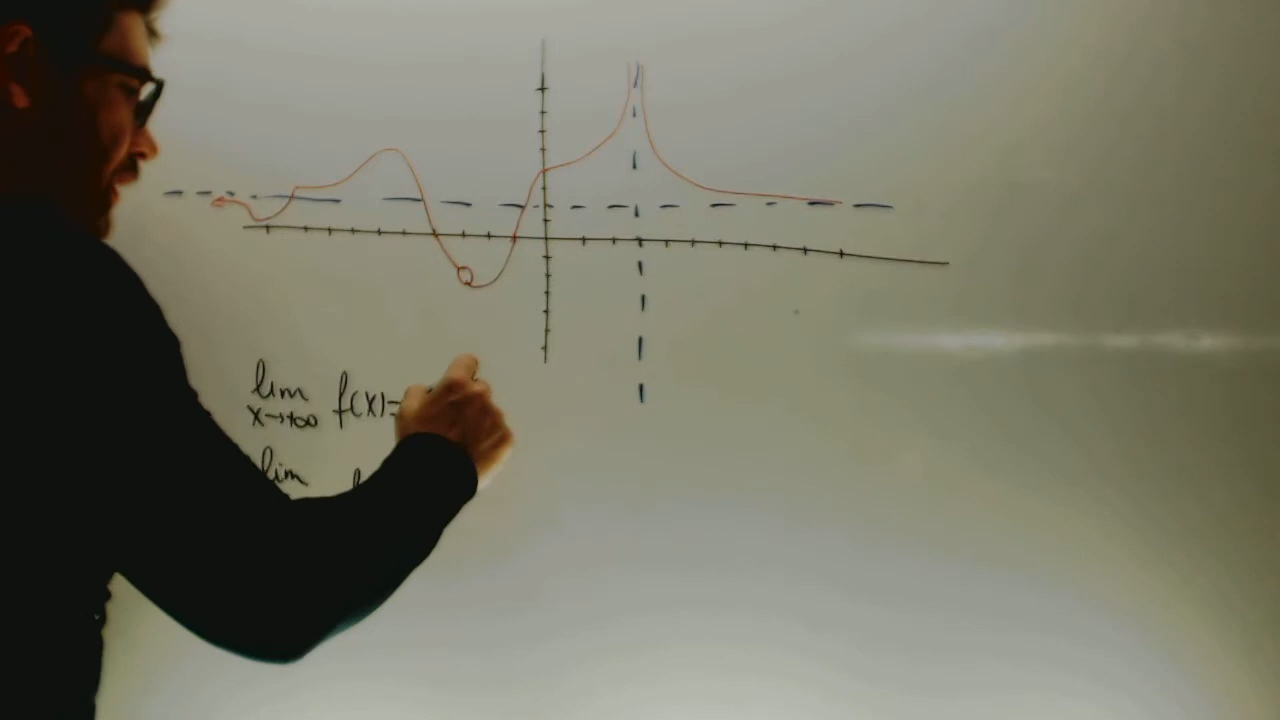 lim x→+∞ f(x)=
lim